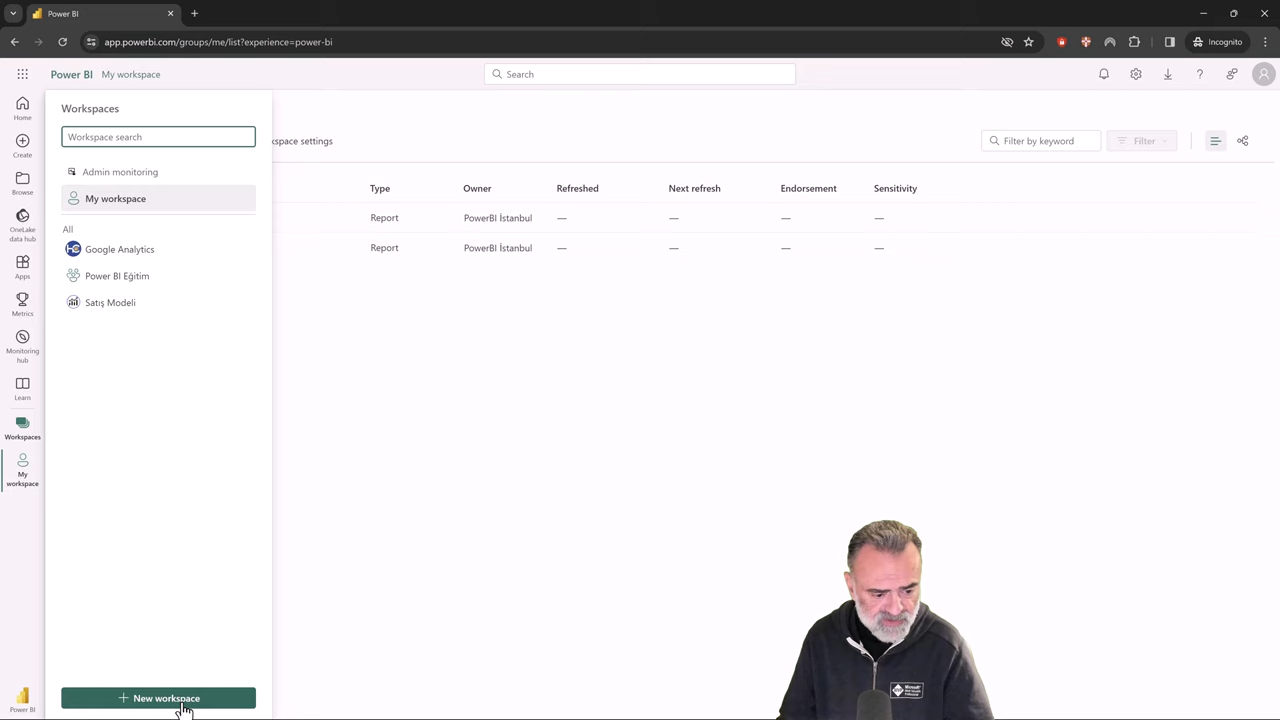 Power BI
app.powerbi.com/groups/me/list?experience=power-bi
Incognito
Power BI My workspace
Search
Home
Create
Browse
OneLake
data hub
Apps
Metrics
Monitoring
hub
Learn
Workspaces
My
workspace
Power BI
Workspaces
Workspace search
Admin monitoring
My workspace
All
Google Analytics
Power BI Eğitim
Satış Modeli
New workspace
kspace settings
Filter by keyword
Filter
Type Owner Refreshed Next refresh Endorsement Sensitivity
Report PowerBI İstanbul — — — —
Report PowerBI İstanbul — — — —
Microsoft